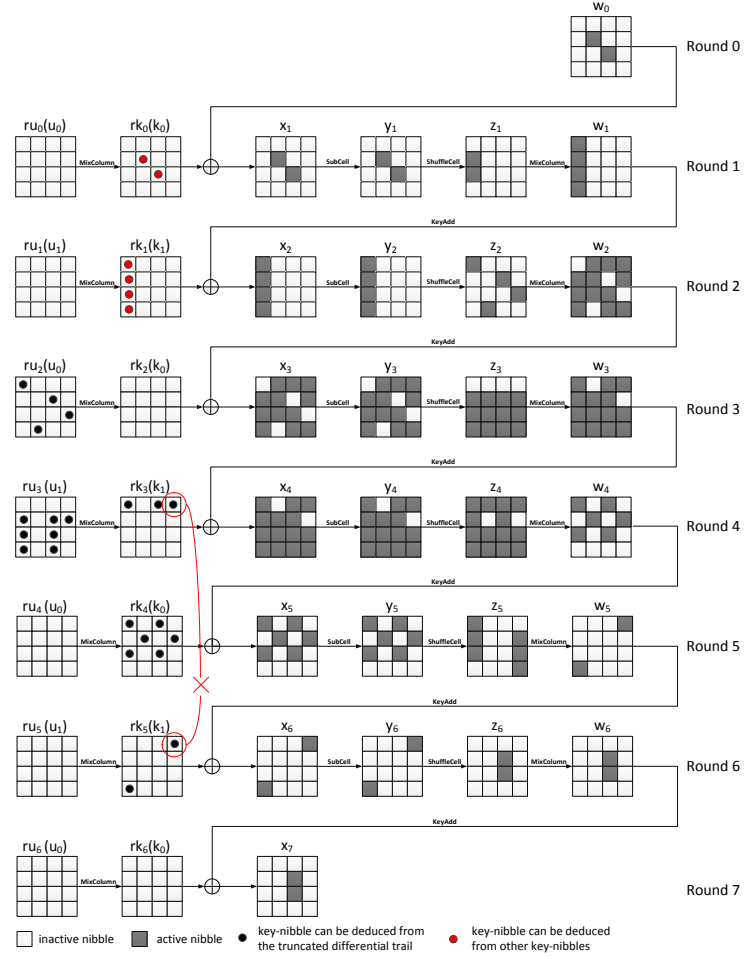 w0
Round 0
ru0(u0) rk0(k0) x1 y1 z1 w1
MixColumn SubCell ShuffleCell MixColumn Round 1
KeyAdd
ru1(u1) rk1(k1) x2 y2 z2 w2
MixColumn SubCell ShuffleCell MixColumn Round 2
KeyAdd
ru2(u0) rk2(k0) x3 y3 z3 w3
MixColumn SubCell ShuffleCell MixColumn Round 3
KeyAdd
ru3(u1) rk3(k1) x4 y4 z4 w4
MixColumn SubCell ShuffleCell MixColumn Round 4
KeyAdd
ru4(u0) rk4(k0) x5 y5 z5 w5
MixColumn SubCell ShuffleCell MixColumn Round 5
KeyAdd
ru5(u1) rk5(k1) x6 y6 z6 w6
MixColumn SubCell ShuffleCell MixColumn Round 6
KeyAdd
ru6(u0) rk6(k0) x7
MixColumn Round 7
inactive nibble active nibble key-nibble can be deduced from key-nibble can be deduced
the truncated differential trail from other key-nibbles